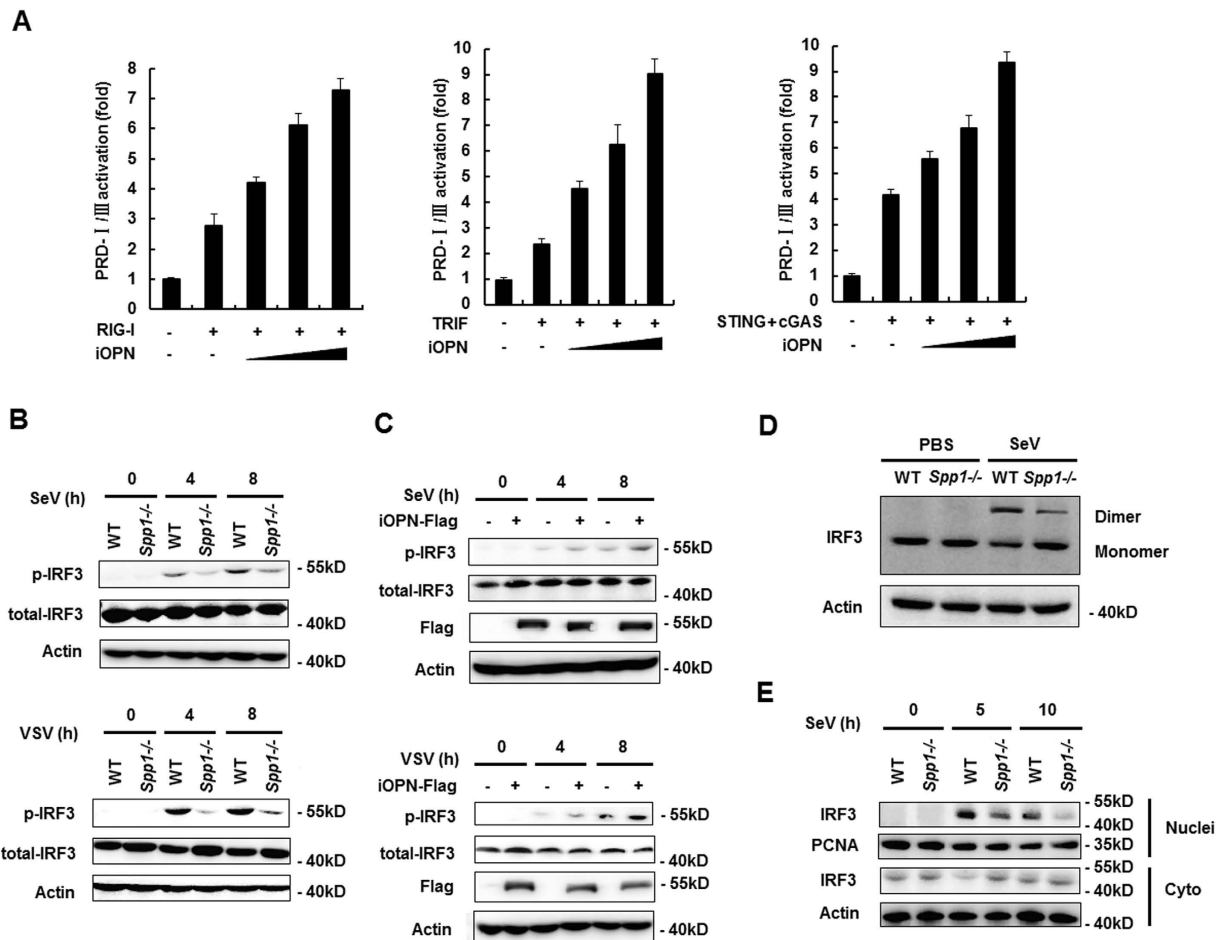 A
PRD-Ⅰ/Ⅲ activation (fold)
8
7
6
5
4
3
2
1
0
RIG-I - + + + +
iOPN - -
PRD-Ⅰ/Ⅲ activation (fold)
10
9
8
7
6
5
4
3
2
1
0
TRIF - + + + +
iOPN - -
PRD-Ⅰ/Ⅲ activation (fold)
10
9
8
7
6
5
4
3
2
1
0
STING+cGAS - + + + +
iOPN - -
B
SeV (h) 0 4 8
WT Spp1-/- WT Spp1-/- WT Spp1-/-
p-IRF3 - 55kD
total-IRF3 - 40kD
Actin - 40kD
VSV (h) 0 4 8
WT Spp1-/- WT Spp1-/- WT Spp1-/-
p-IRF3 - 55kD
total-IRF3 - 40kD
Actin - 40kD
C
SeV (h) 0 4 8
iOPN-Flag - + - + - +
p-IRF3 - 55kD
total-IRF3 - 40kD
Flag - 55kD
Actin - 40kD
VSV (h) 0 4 8
iOPN-Flag - + - + - +
p-IRF3 - 55kD
total-IRF3 - 40kD
Flag - 55kD
Actin - 40kD
D
PBS SeV
WT Spp1-/- WT Spp1-/-
IRF3 Dimer
Monomer
Actin - 40kD
E
SeV (h) 0 5 10
WT Spp1-/- WT Spp1-/- WT Spp1-/-
IRF3 - 55kD
- 40kD
PCNA - 35kD
Nuclei
IRF3 - 55kD
- 40kD
Actin - 40kD
Cyto